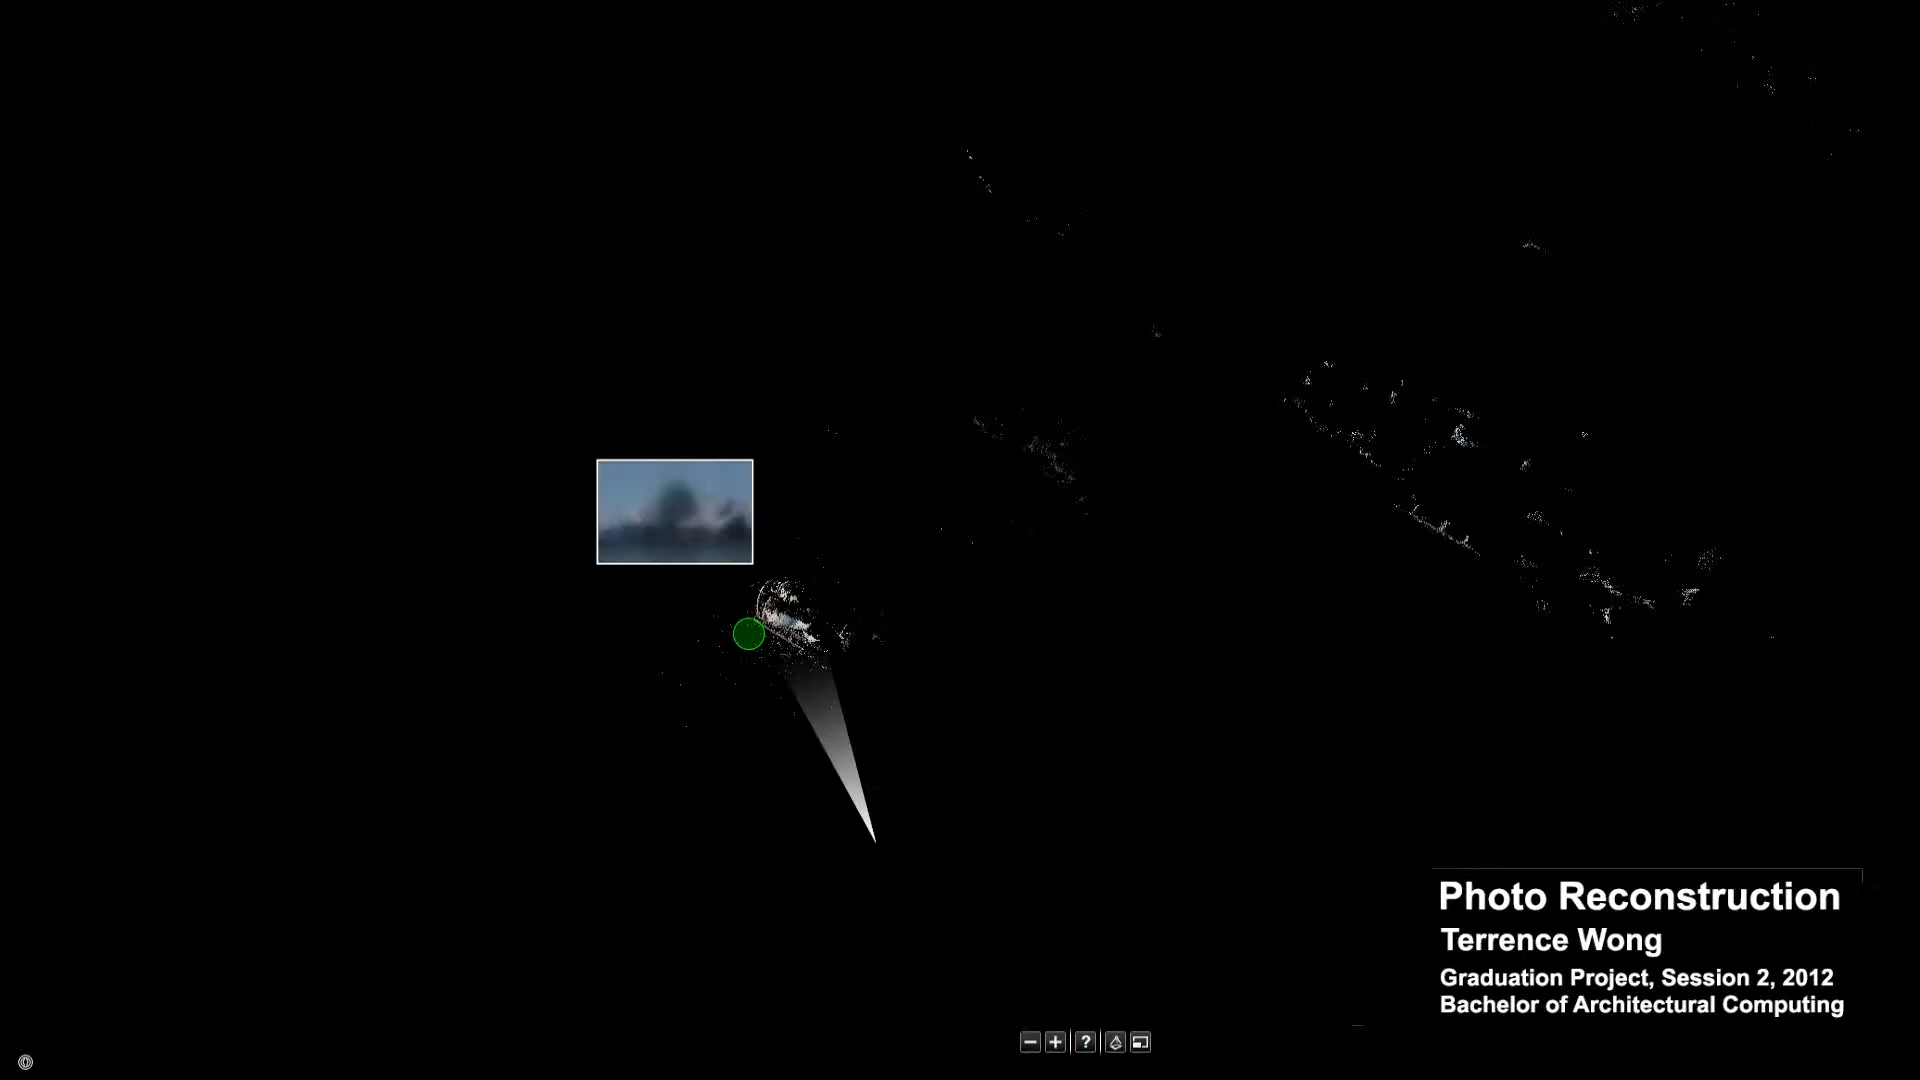 Photo Reconstruction
Terrence Wong
Graduation Project, Session 2, 2012
Bachelor of Architectural Computing
?